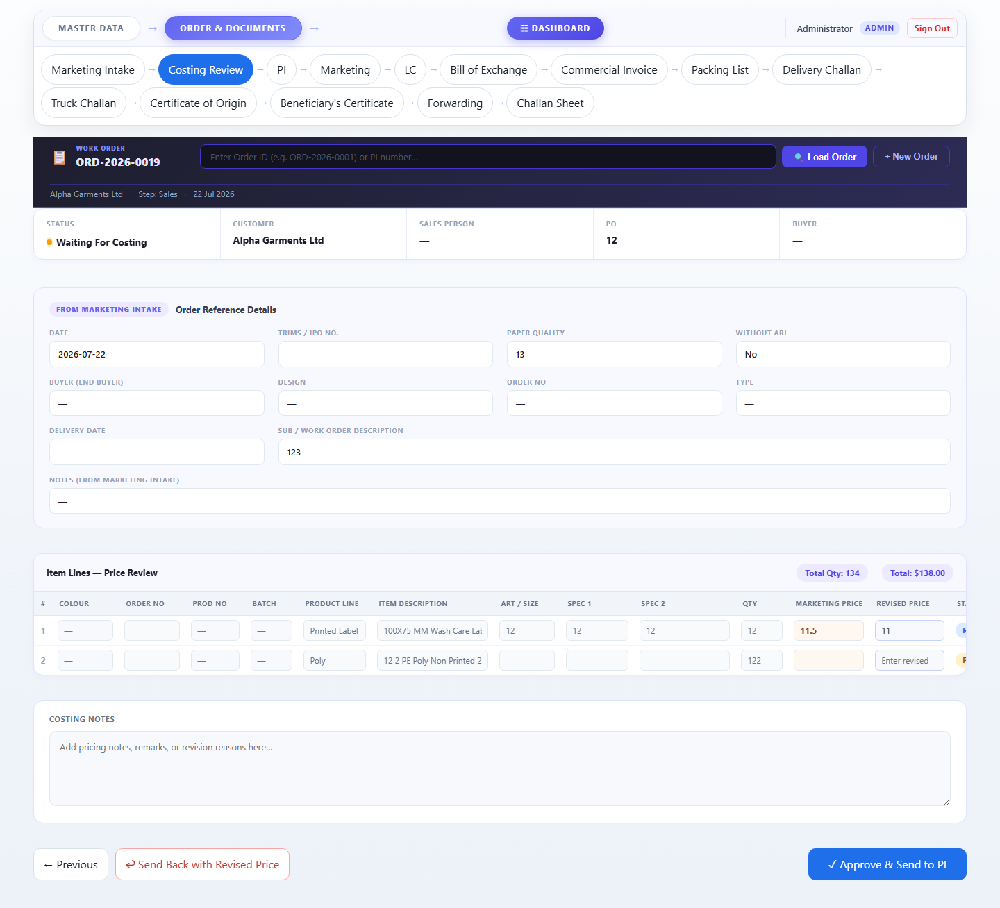 MASTER DATA → ORDER & DOCUMENTS → ☵ DASHBOARD Administrator ADMIN Sign Out
Marketing Intake → Costing Review → PI → Marketing → LC → Bill of Exchange → Commercial Invoice → Packing List → Delivery Challan →
Truck Challan → Certificate of Origin → Beneficiary's Certificate → Forwarding → Challan Sheet
WORK ORDER
ORD-2026-0019
Enter Order ID (e.g. ORD-2026-0001) or PI number...
Load Order
+ New Order
Alpha Garments Ltd · Step: Sales · 22 Jul 2026
STATUS CUSTOMER SALES PERSON PO BUYER
Waiting For Costing Alpha Garments Ltd — 12 —
FROM MARKETING INTAKE Order Reference Details
DATE TRIMS / IPO NO. PAPER QUALITY WITHOUT ARL
2026-07-22 — 13 No
BUYER (END BUYER) DESIGN ORDER NO TYPE
— — — —
DELIVERY DATE SUB / WORK ORDER DESCRIPTION
— 123
NOTES (FROM MARKETING INTAKE)
—
Item Lines — Price Review Total Qty: 134 Total: $138.00
# COLOUR ORDER NO PROD NO BATCH PRODUCT LINE ITEM DESCRIPTION ART / SIZE SPEC 1 SPEC 2 QTY MARKETING PRICE REVISED PRICE
1 — — — Printed Label 100X75 MM Wash Care Lab 12 12 12 12 11.5 11
2 — — — Poly 12 2 PE Poly Non Printed 2 122 Enter revised
COSTING NOTES
Add pricing notes, remarks, or revision reasons here...
← Previous ↩ Send Back with Revised Price ✓ Approve & Send to PI